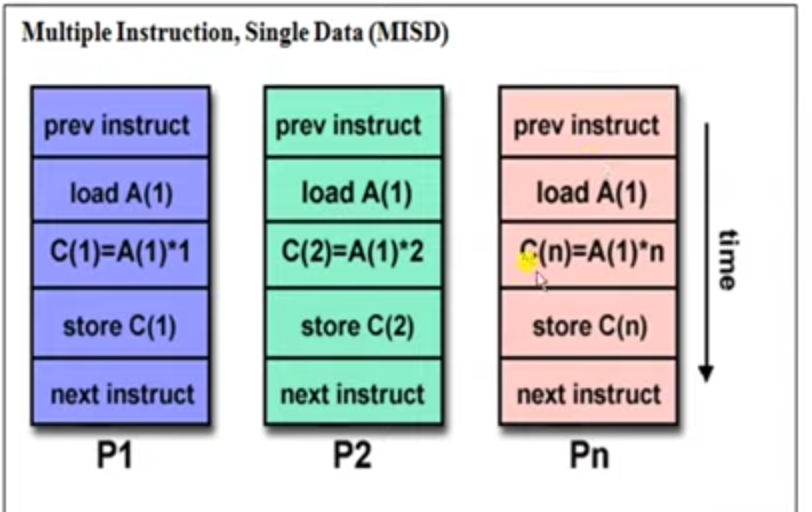 Multiple Instruction, Single Data (MISD)
prev instruct
load A(1)
C(1)=A(1)*1
store C(1)
next instruct
P1
prev instruct
load A(1)
C(2)=A(1)*2
store C(2)
next instruct
P2
prev instruct
load A(1)
C(n)=A(1)*n
store C(n)
next instruct
Pn
time